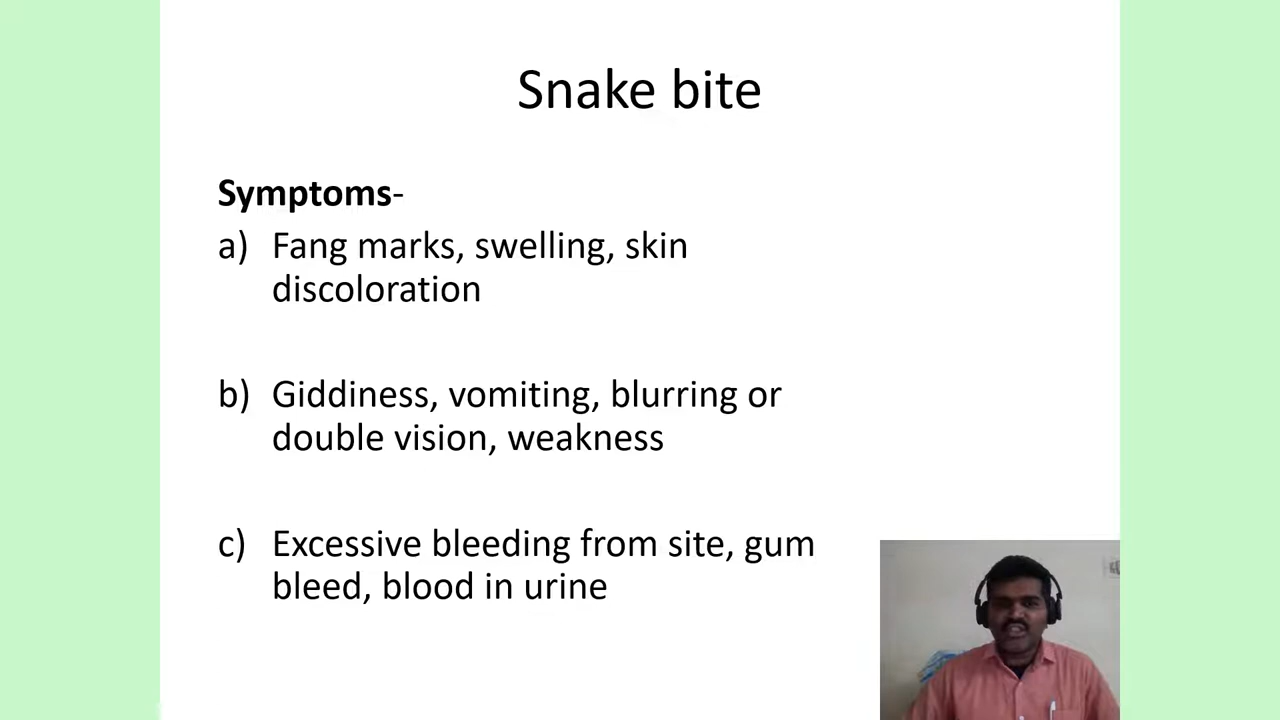 Snake bite
Symptoms-
a) Fang marks, swelling, skin
discoloration
b) Giddiness, vomiting, blurring or
double vision, weakness
c) Excessive bleeding from site, gum
bleed, blood in urine